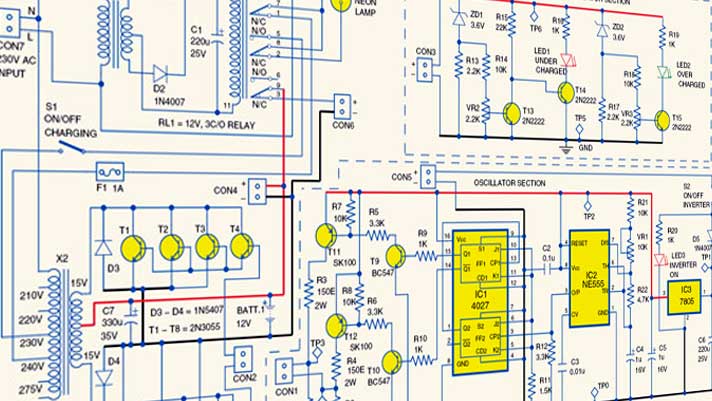 N
L
CON7
230V AC
INPUT
S1
ON/OFF
CHARGING
F1 1A
D2
1N4007
C1
220u
25V
11
N/C
N/O
N/C
N/O
N/O
N/C
N/C
NEON
LAMP
RL1 = 12V, 3C/O RELAY
CON6
CON4
T1
T2
T3
T4
D3
X2
15V
210V
220V
230V
240V
275V
15V
C7
330u
35V
D3 – D4 = 1N5407
T1 – T8 = 2N3055
BATT.1
12V
D4
CON2
CON1
CON3
ZD1
3.6V
R15
22K
TP6
R16
1K
LED1
UNDER
CHARGED
ZD2
3.6V
R19
1K
LED2
OVER
CHARGED
R13
2.2K
R14
10K
VR2
2.2K
T13
2N2222
T14
2N2222
TP5
R17
2.2K
R18
10K
VR3
2.2K
T15
2N2222
GND
CON5
OSCILLATOR SECTION
R7
10K
R5
3.3K
T11
SK100
T9
BC547
R9
1K
R3
150E
2W
R8
10K
R6
3.3K
T12
SK100
TP3
R4
150E
2W
T10
BC547
R10
1K
16
Vcc
Q1
Q1
S1
J1
FF1
CP1
CD1
K1
IC1
4027
Q2
Q2
S2
J2
FF2
CP2
CD2
K2
GND
8
C2
0.1u
R12
3.3K
R11
1.5K
C3
0.01u
TP2
RESET
Vcc
O/P
CV
GND
IC2
NE555
TP0
R21
10K
VR1
10K
R22
4.7K
C4
1u
16V
C5
1u
16V
S2
ON/OFF
INVERTER
R20
1K
D5
1N4007
TP1
LED3
INVERTER
ON
IC3
7805
C6
220u
25V